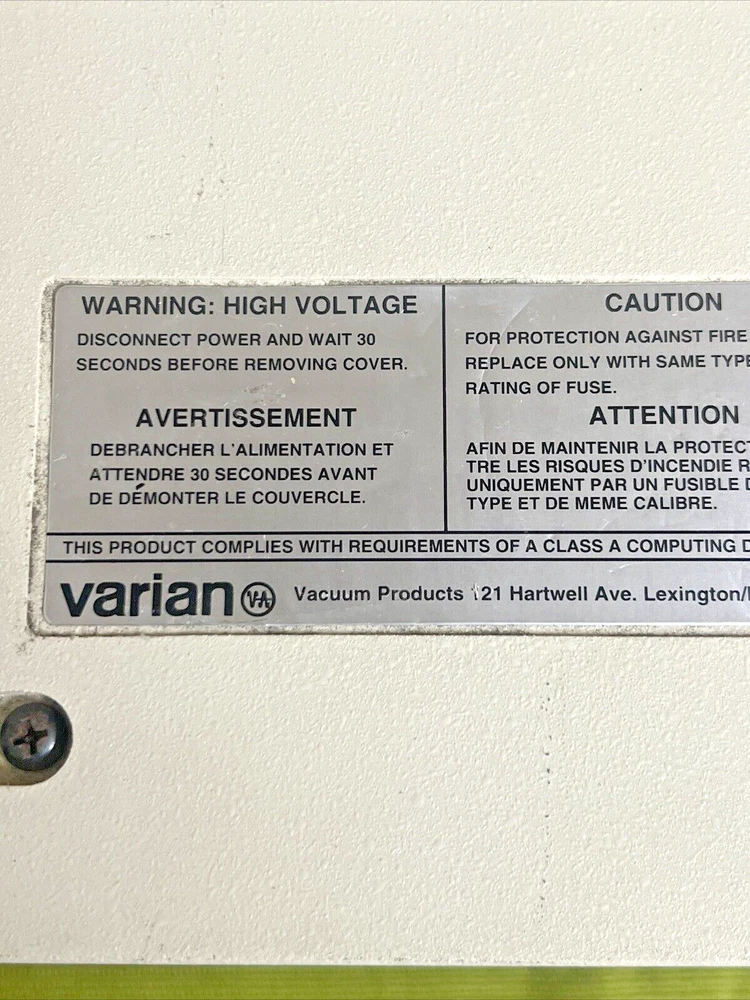 WARNING: HIGH VOLTAGE
DISCONNECT POWER AND WAIT 30
SECONDS BEFORE REMOVING COVER.
AVERTISSEMENT
DEBRANCHER L'ALIMENTATION ET
ATTENDRE 30 SECONDES AVANT
DE DÉMONTER LE COUVERCLE.
CAUTION
FOR PROTECTION AGAINST FIRE
REPLACE ONLY WITH SAME TYPE
RATING OF FUSE.
ATTENTION
AFIN DE MAINTENIR LA PROTECT
TRE LES RISQUES D'INCENDIE R
UNIQUEMENT PAR UN FUSIBLE D
TYPE ET DE MEME CALIBRE.
THIS PRODUCT COMPLIES WITH REQUIREMENTS OF A CLASS A COMPUTING D
varian VA Vacuum Products 121 Hartwell Ave. Lexington/